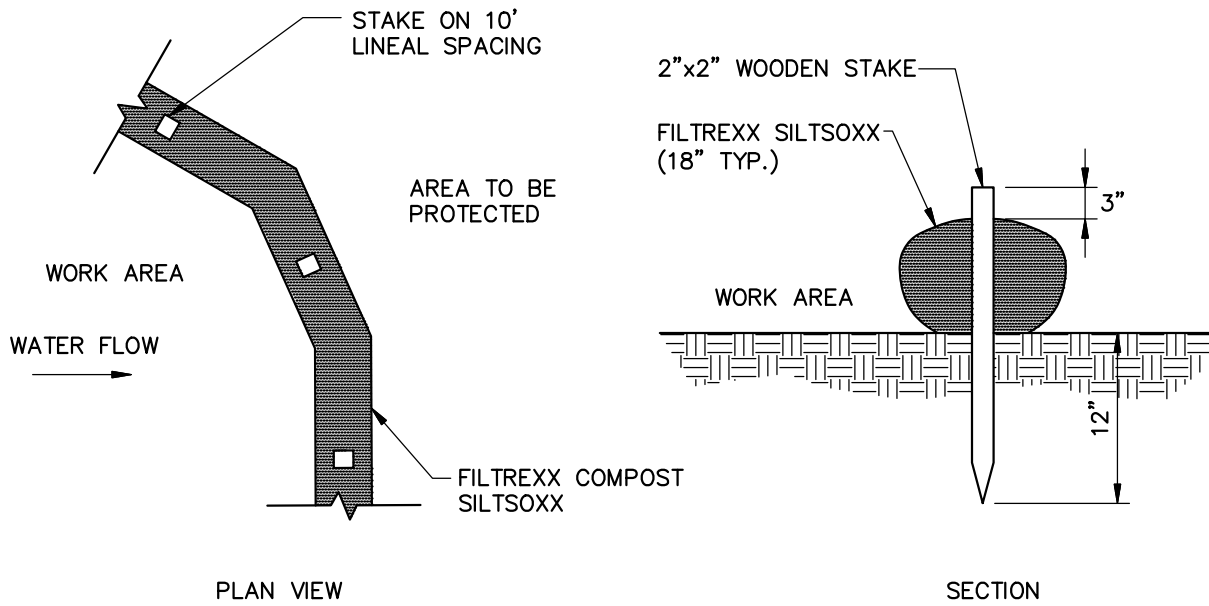 STAKE ON 10'
LINEAL SPACING
AREA TO BE
PROTECTED
WORK AREA
WATER FLOW
FILTREXX COMPOST
SILTSOXX
PLAN VIEW
2"x2" WOODEN STAKE
FILTREXX SILTSOXX
(18" TYP.)
3"
WORK AREA
12"
SECTION